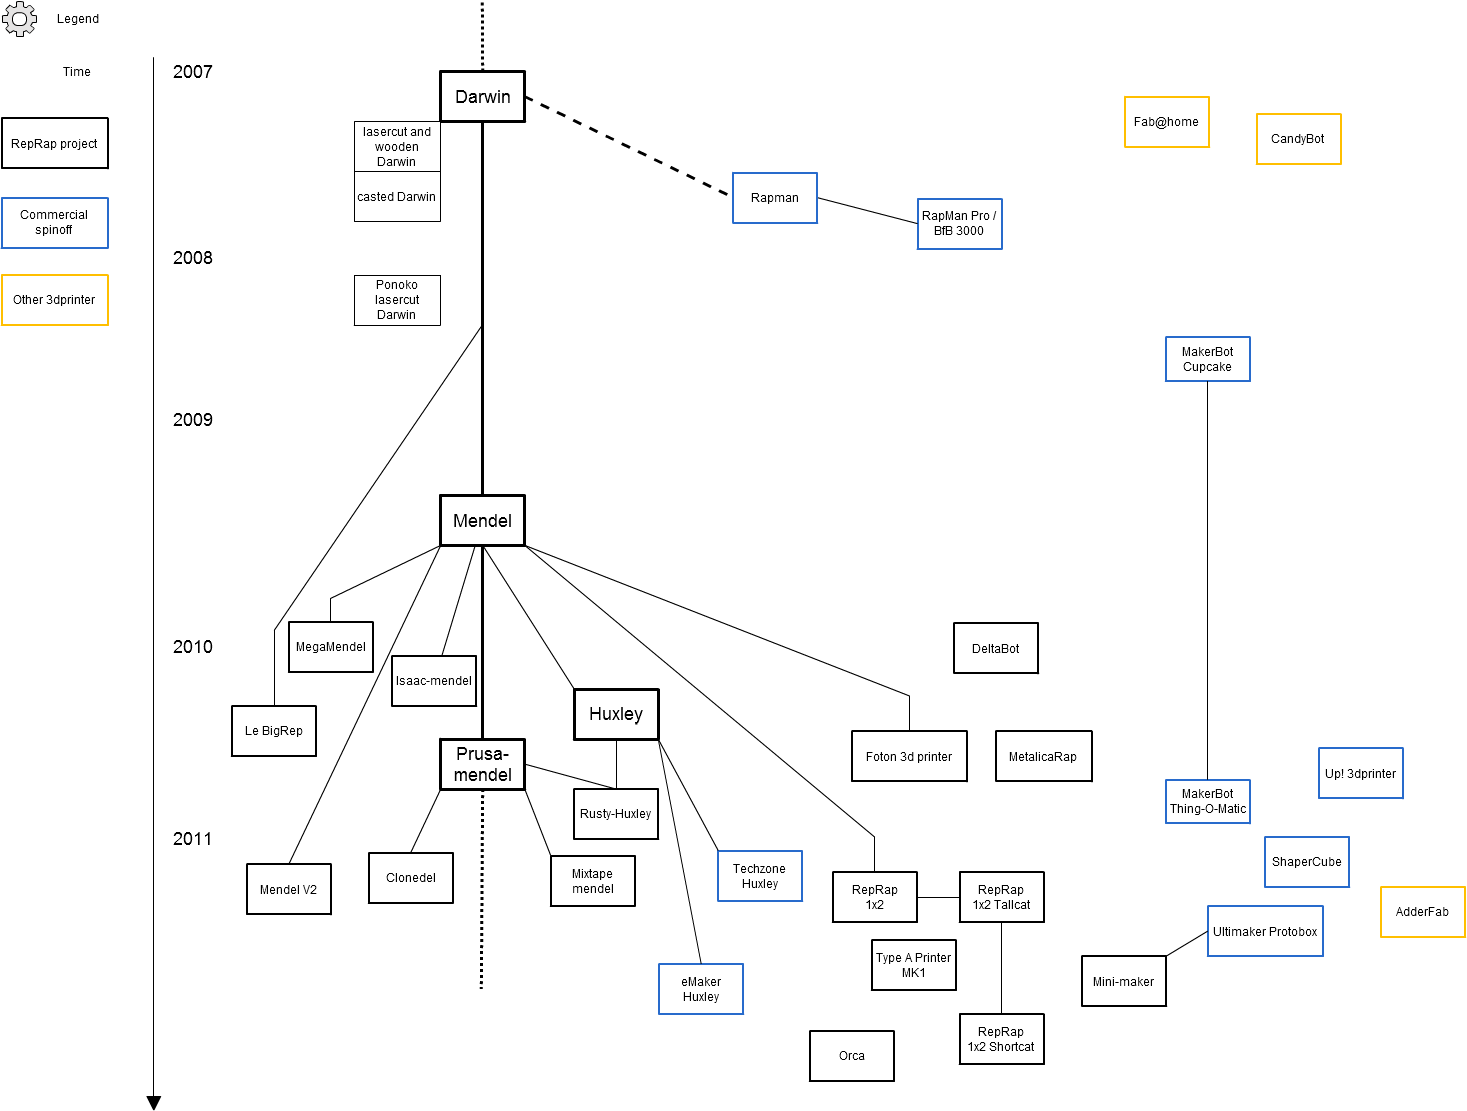 Legend
Time
2007
Darwin
RepRap project
lasercut and
wooden
Darwin
casted Darwin
Fab@home
CandyBot
Rapman
RapMan Pro /
BfB 3000
Commercial
spinoff
2008
Other 3dprinter
Ponoko
lasercut
Darwin
MakerBot
Cupcake
2009
Mendel
2010
MegaMendel
Isaac-mendel
DeltaBot
Le BigRep
Huxley
Prusa-
mendel
Foton 3d printer
MetalicaRap
Up! 3dprinter
MakerBot
Thing-O-Matic
Rusty-Huxley
2011
Mendel V2
Clonedel
Mixtape
mendel
Techzone
Huxley
RepRap
1x2
RepRap
1x2 Tallcat
ShaperCube
AdderFab
Ultimaker Protobox
Type A Printer
MK1
Mini-maker
eMaker
Huxley
Orca
RepRap
1x2 Shortcat